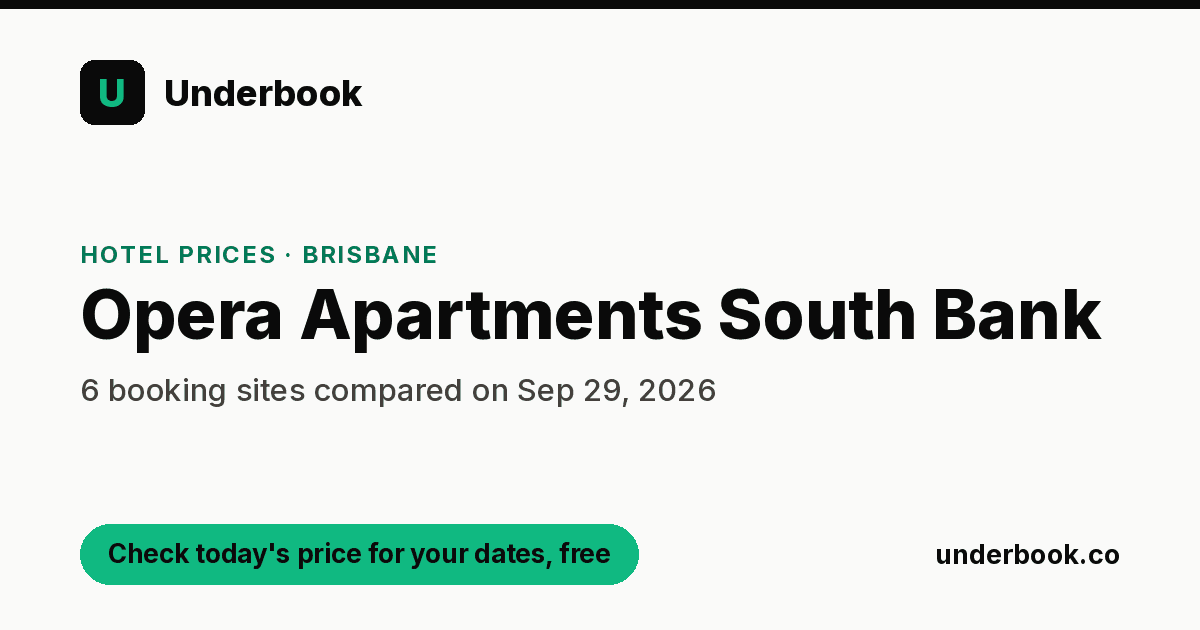 U Underbook
HOTEL PRICES · BRISBANE
Opera Apartments South Bank
6 booking sites compared on Sep 29, 2026
Check today's price for your dates, free
underbook.co